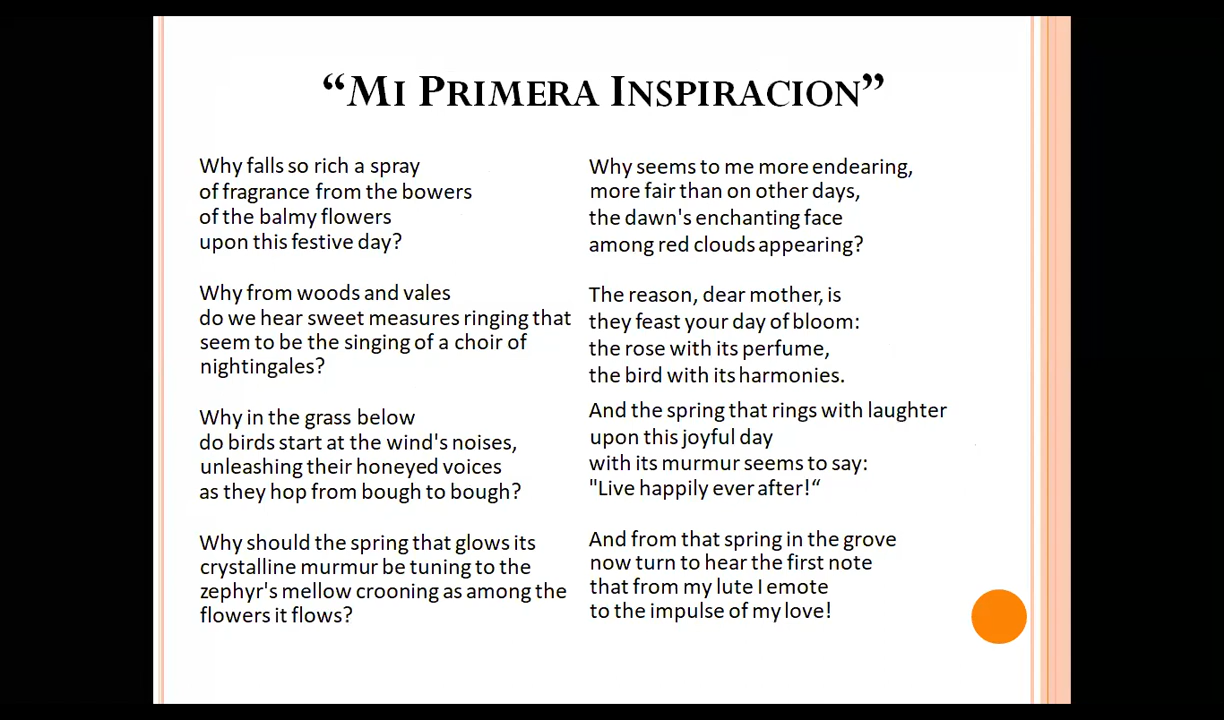 “MI PRIMERA INSPIRACION”
Why falls so rich a spray
of fragrance from the bowers
of the balmy flowers
upon this festive day?
Why from woods and vales
do we hear sweet measures ringing that
seem to be the singing of a choir of
nightingales?
Why in the grass below
do birds start at the wind's noises,
unleashing their honeyed voices
as they hop from bough to bough?
Why should the spring that glows its
crystalline murmur be tuning to the
zephyr's mellow crooning as among the
flowers it flows?
Why seems to me more endearing,
more fair than on other days,
the dawn's enchanting face
among red clouds appearing?
The reason, dear mother, is
they feast your day of bloom:
the rose with its perfume,
the bird with its harmonies.
And the spring that rings with laughter
upon this joyful day
with its murmur seems to say:
"Live happily ever after!“
And from that spring in the grove
now turn to hear the first note
that from my lute I emote
to the impulse of my love!